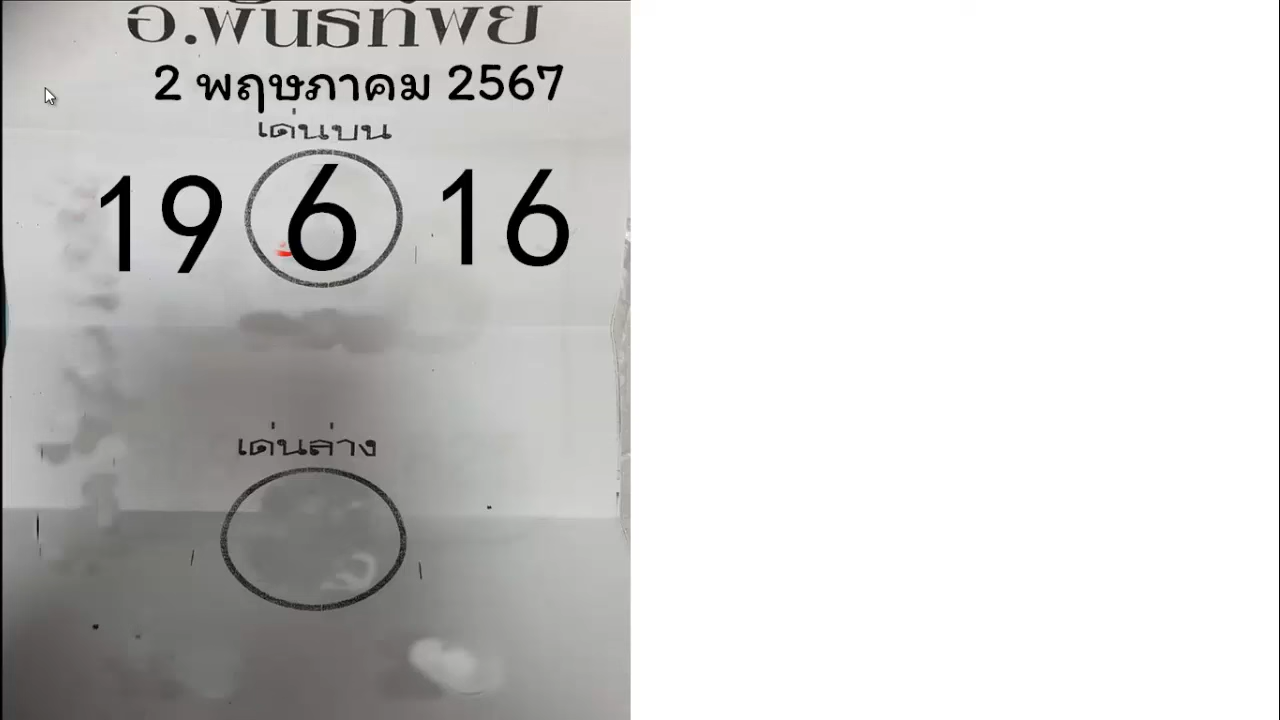 อ.พันธทิพย์
2 พฤษภาคม 2567
เด่นบน
19 6 16
เด่นล่าง